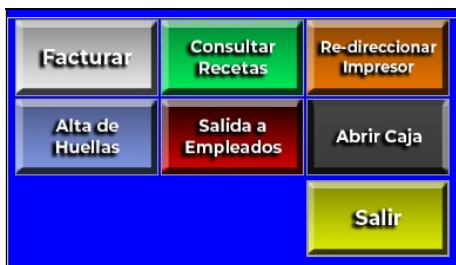 Facturar
Consultar
Recetas
Re-direccionar
Impresor
Alta de
Huellas
Salida a
Empleados
Abrir Caja
Salir